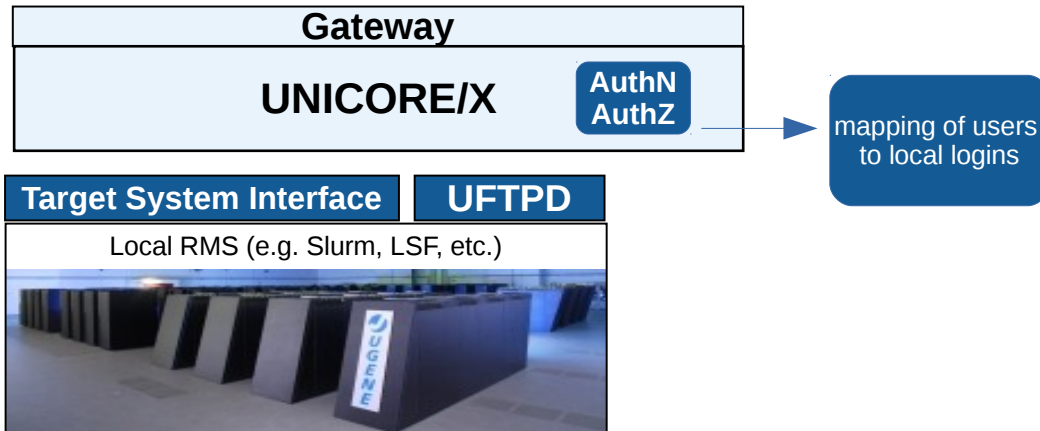 Gateway
UNICORE/X
AuthN
AuthZ
mapping of users
to local logins
Target System Interface
UFTPD
Local RMS (e.g. Slurm, LSF, etc.)
JUGENE